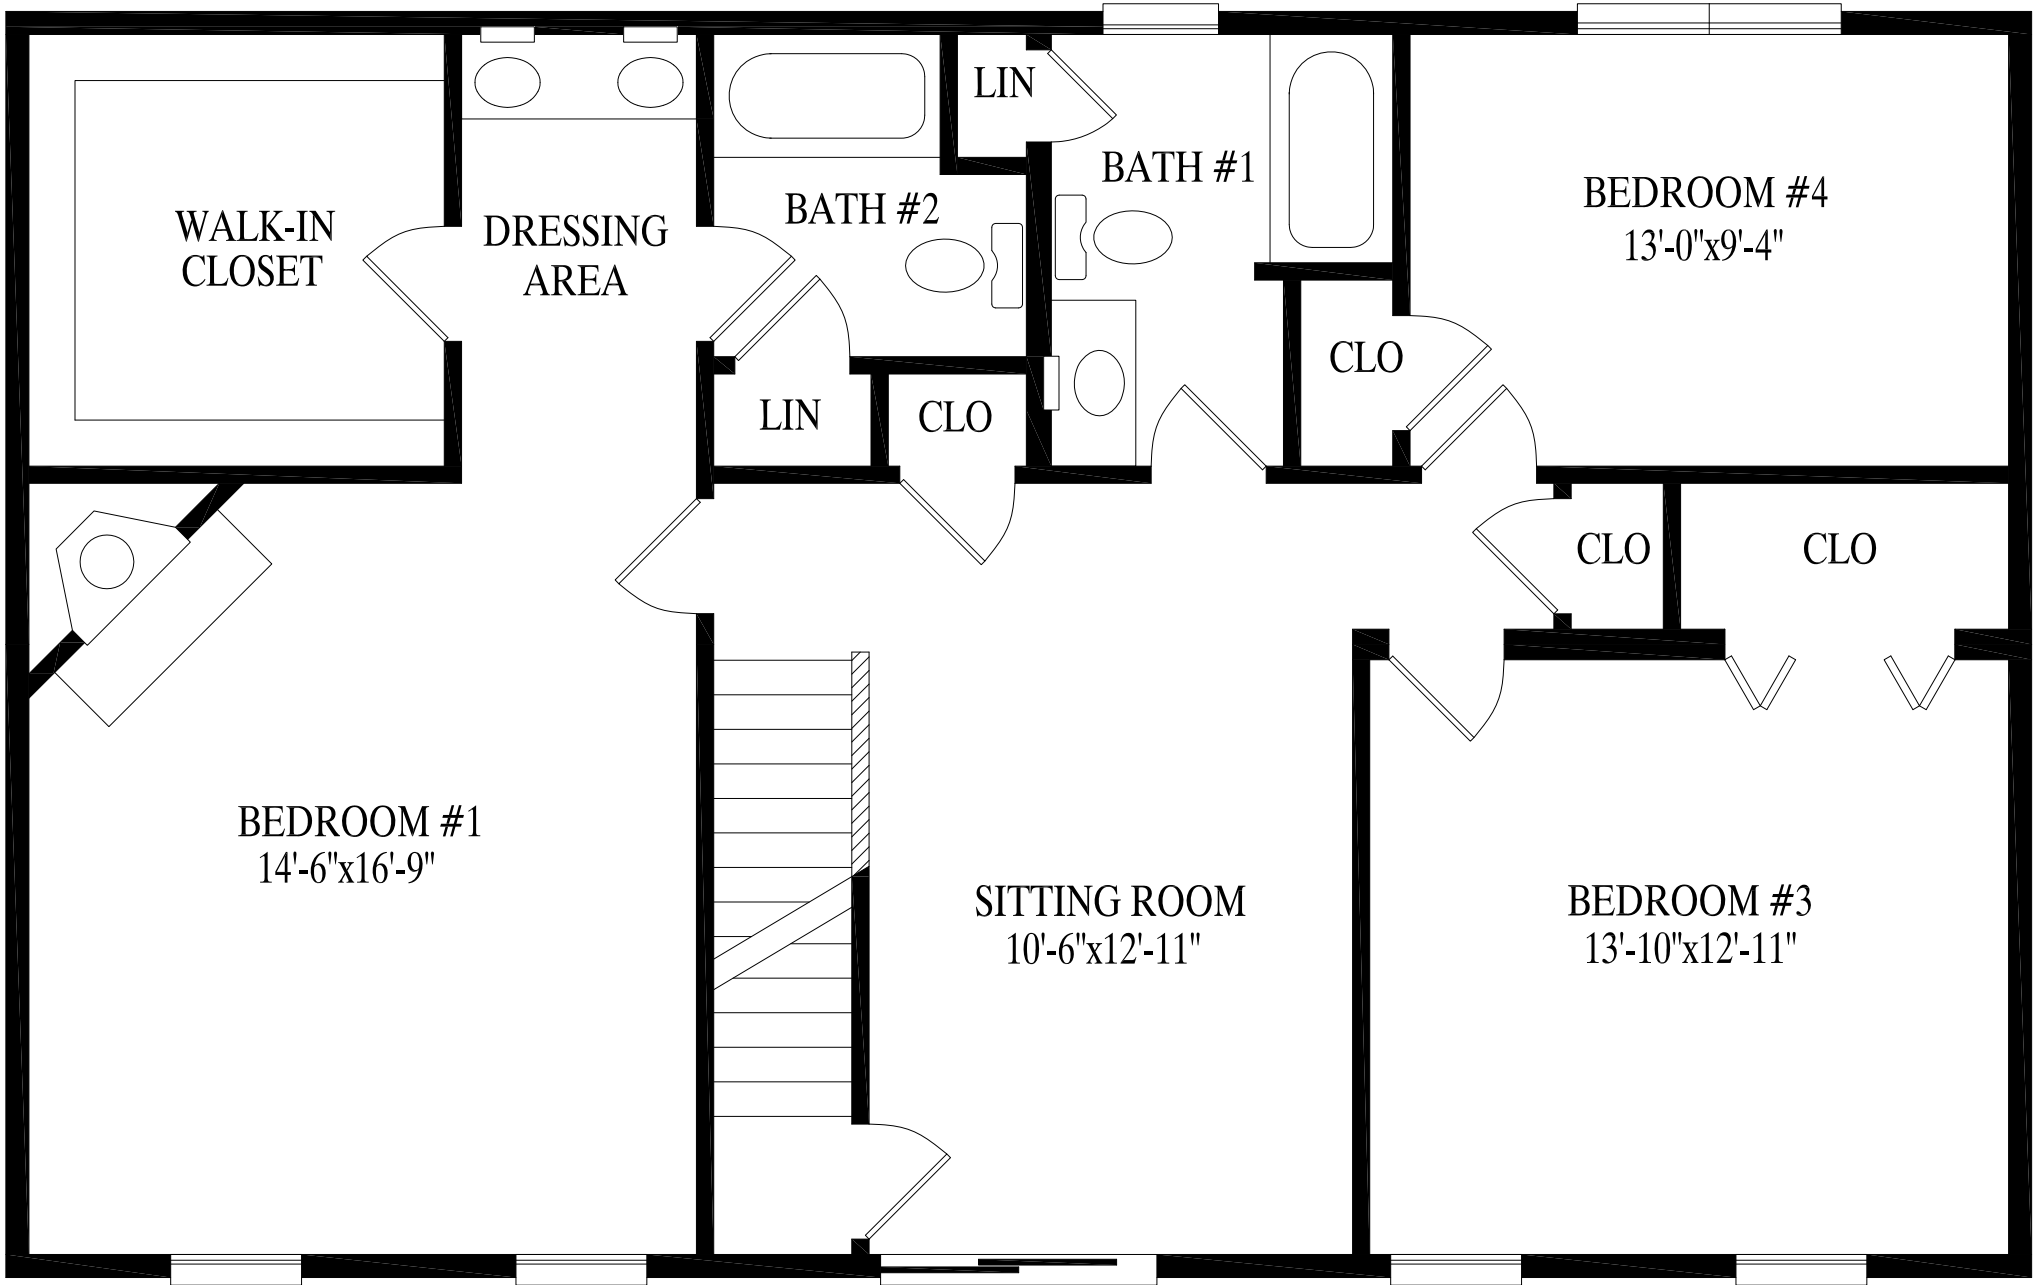 LIN
BATH #1
BATH #2
BEDROOM #4
13'-0"x9'-4"
WALK-IN
CLOSET
DRESSING
AREA
CLO
LIN
CLO
CLO
CLO
BEDROOM #1
14'-6"x16'-9"
SITTING ROOM
10'-6"x12'-11"
BEDROOM #3
13'-10"x12'-11"